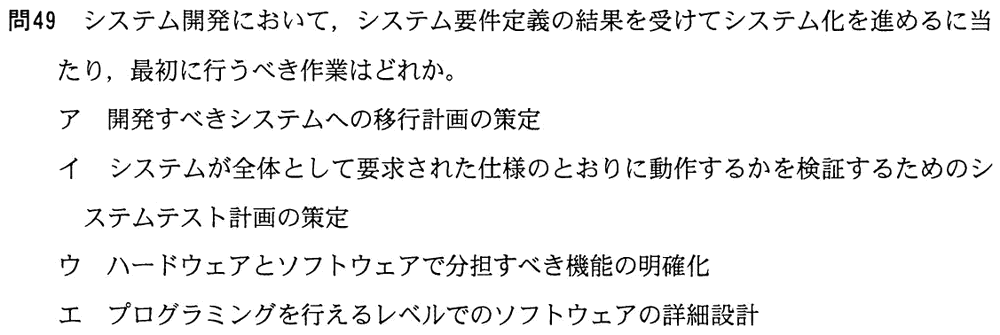 問49　システム開発において，システム要件定義の結果を受けてシステム化を進めるに当
たり，最初に行うべき作業はどれか。
ア　開発すべきシステムへの移行計画の策定
イ　システムが全体として要求された仕様のとおりに動作するかを検証するためのシ
ステムテスト計画の策定
ウ　ハードウェアとソフトウェアで分担すべき機能の明確化
エ　プログラミングを行えるレベルでのソフトウェアの詳細設計